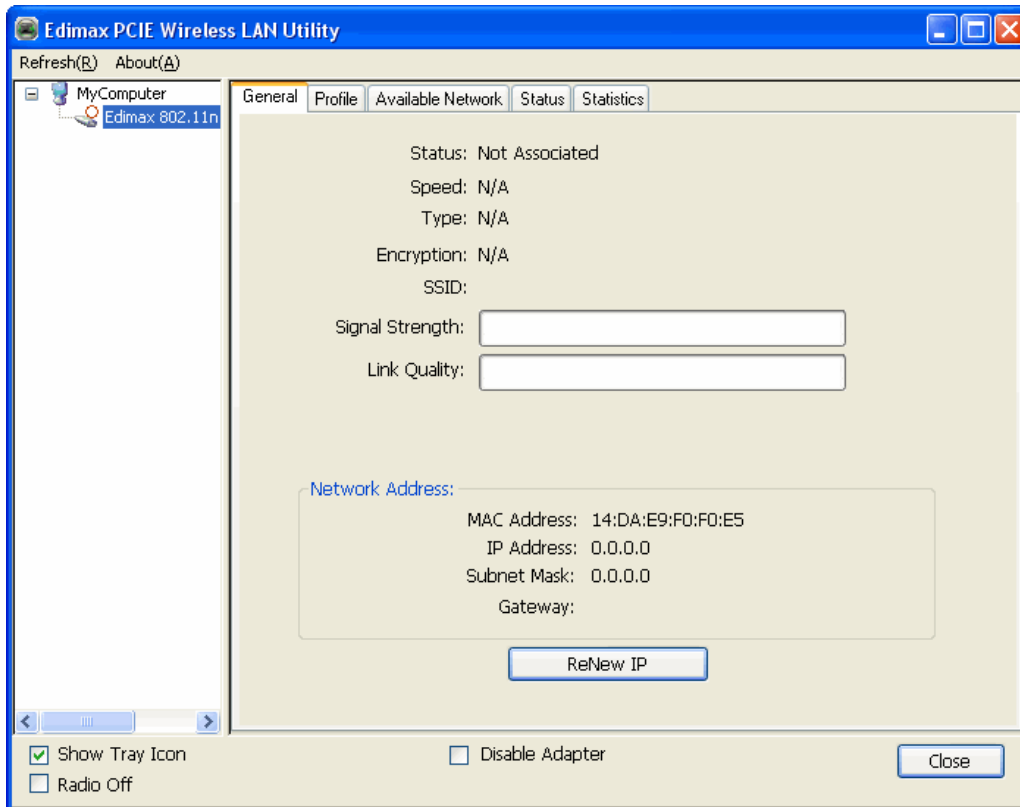 Edimax PCIE Wireless LAN Utility
Refresh(R) About(A)
MyComputer
Edimax 802.11n
General Profile Available Network Status Statistics
Status: Not Associated
Speed: N/A
Type: N/A
Encryption: N/A
SSID:
Signal Strength:
Link Quality:
Network Address:
MAC Address: 14:DA:E9:F0:F0:E5
IP Address: 0.0.0.0
Subnet Mask: 0.0.0.0
Gateway:
ReNew IP
Show Tray Icon
Disable Adapter
Close
Radio Off